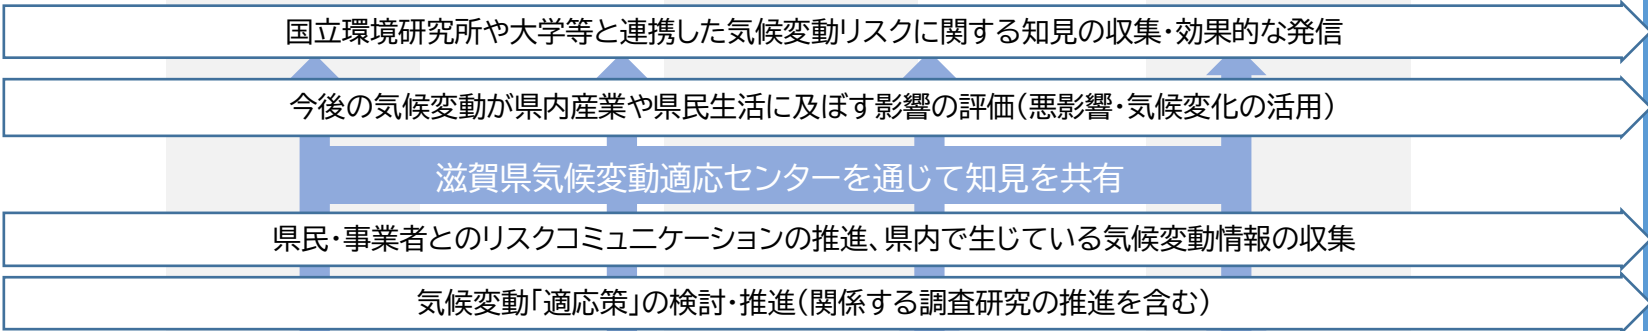 国立環境研究所や大学等と連携した気候変動リスクに関する知見の収集・効果的な発信
今後の気候変動が県内産業や県民生活に及ぼす影響の評価（悪影響・気候変化の活用）
滋賀県気候変動適応センターを通じて知見を共有
県民・事業者とのリスクコミュニケーションの推進、県内で生じている気候変動情報の収集
気候変動「適応策」の検討・推進（関係する調査研究の推進を含む）